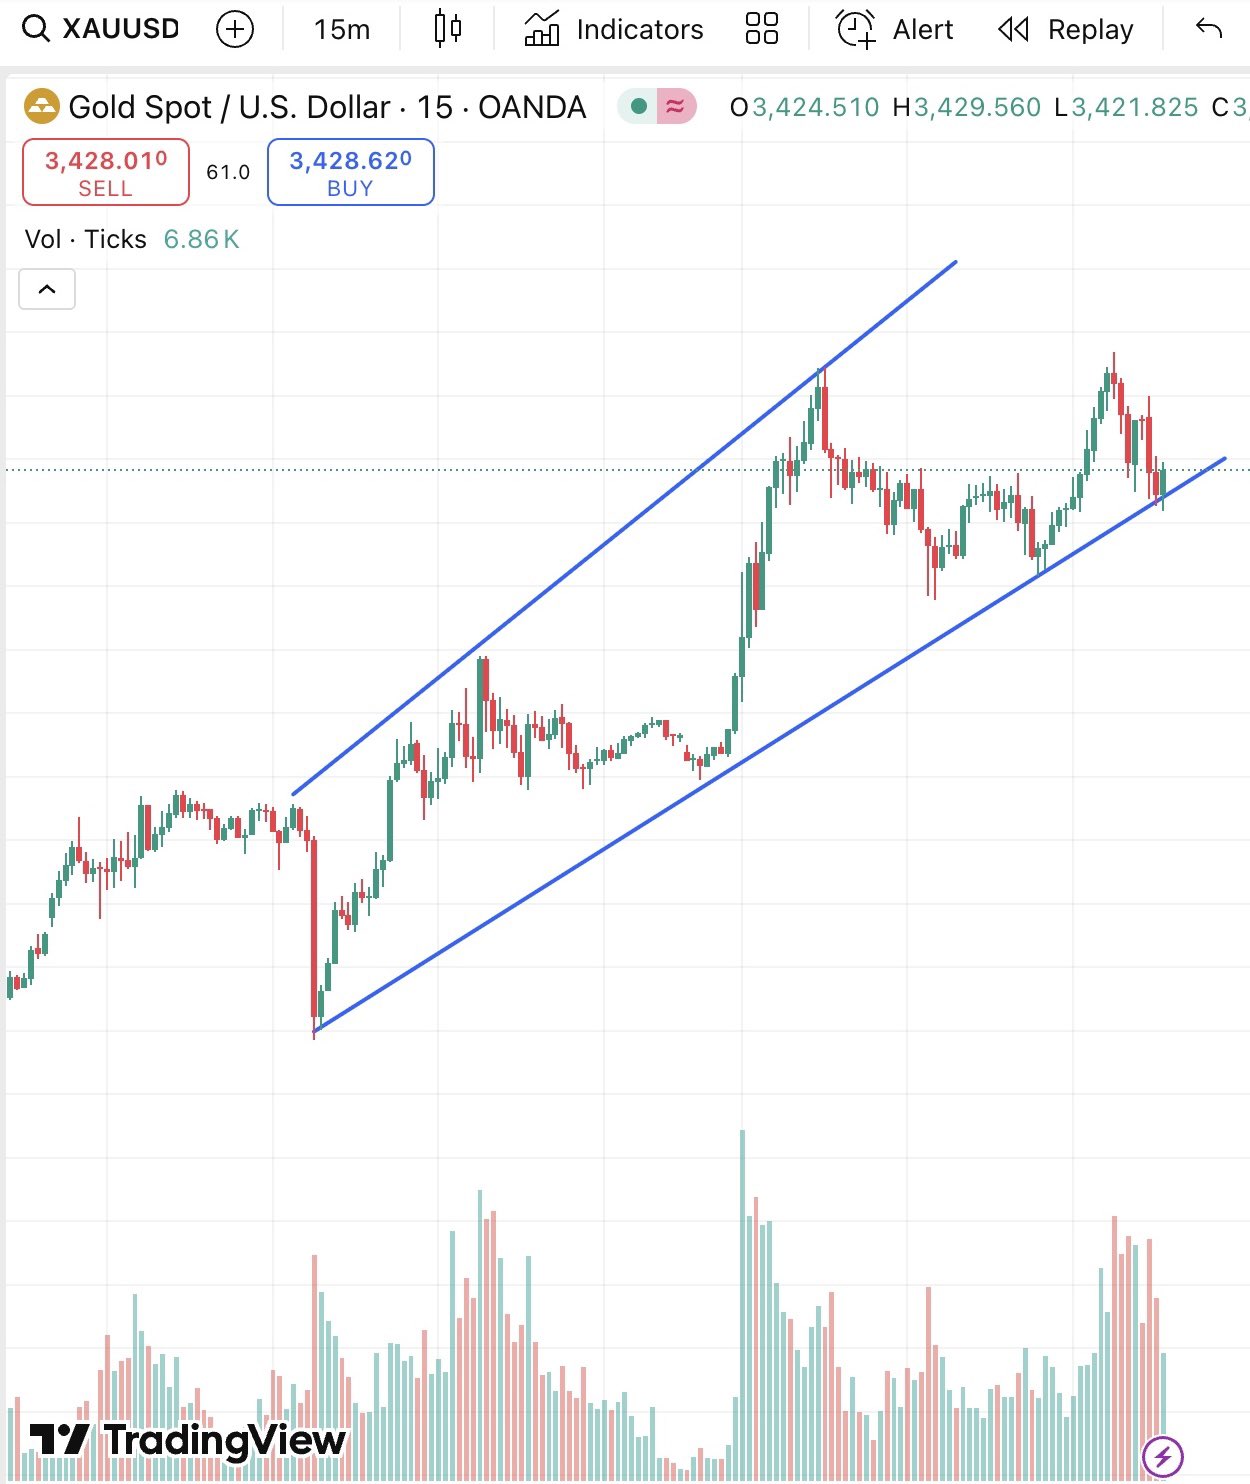 XAUUSD 15m Indicators Alert Replay
Gold Spot / U.S. Dollar · 15 · OANDA O3,424.510 H3,429.560 L3,421.825 C3,
3,428.010 61.0 3,428.620
SELL BUY
Vol · Ticks 6.86K
TradingView